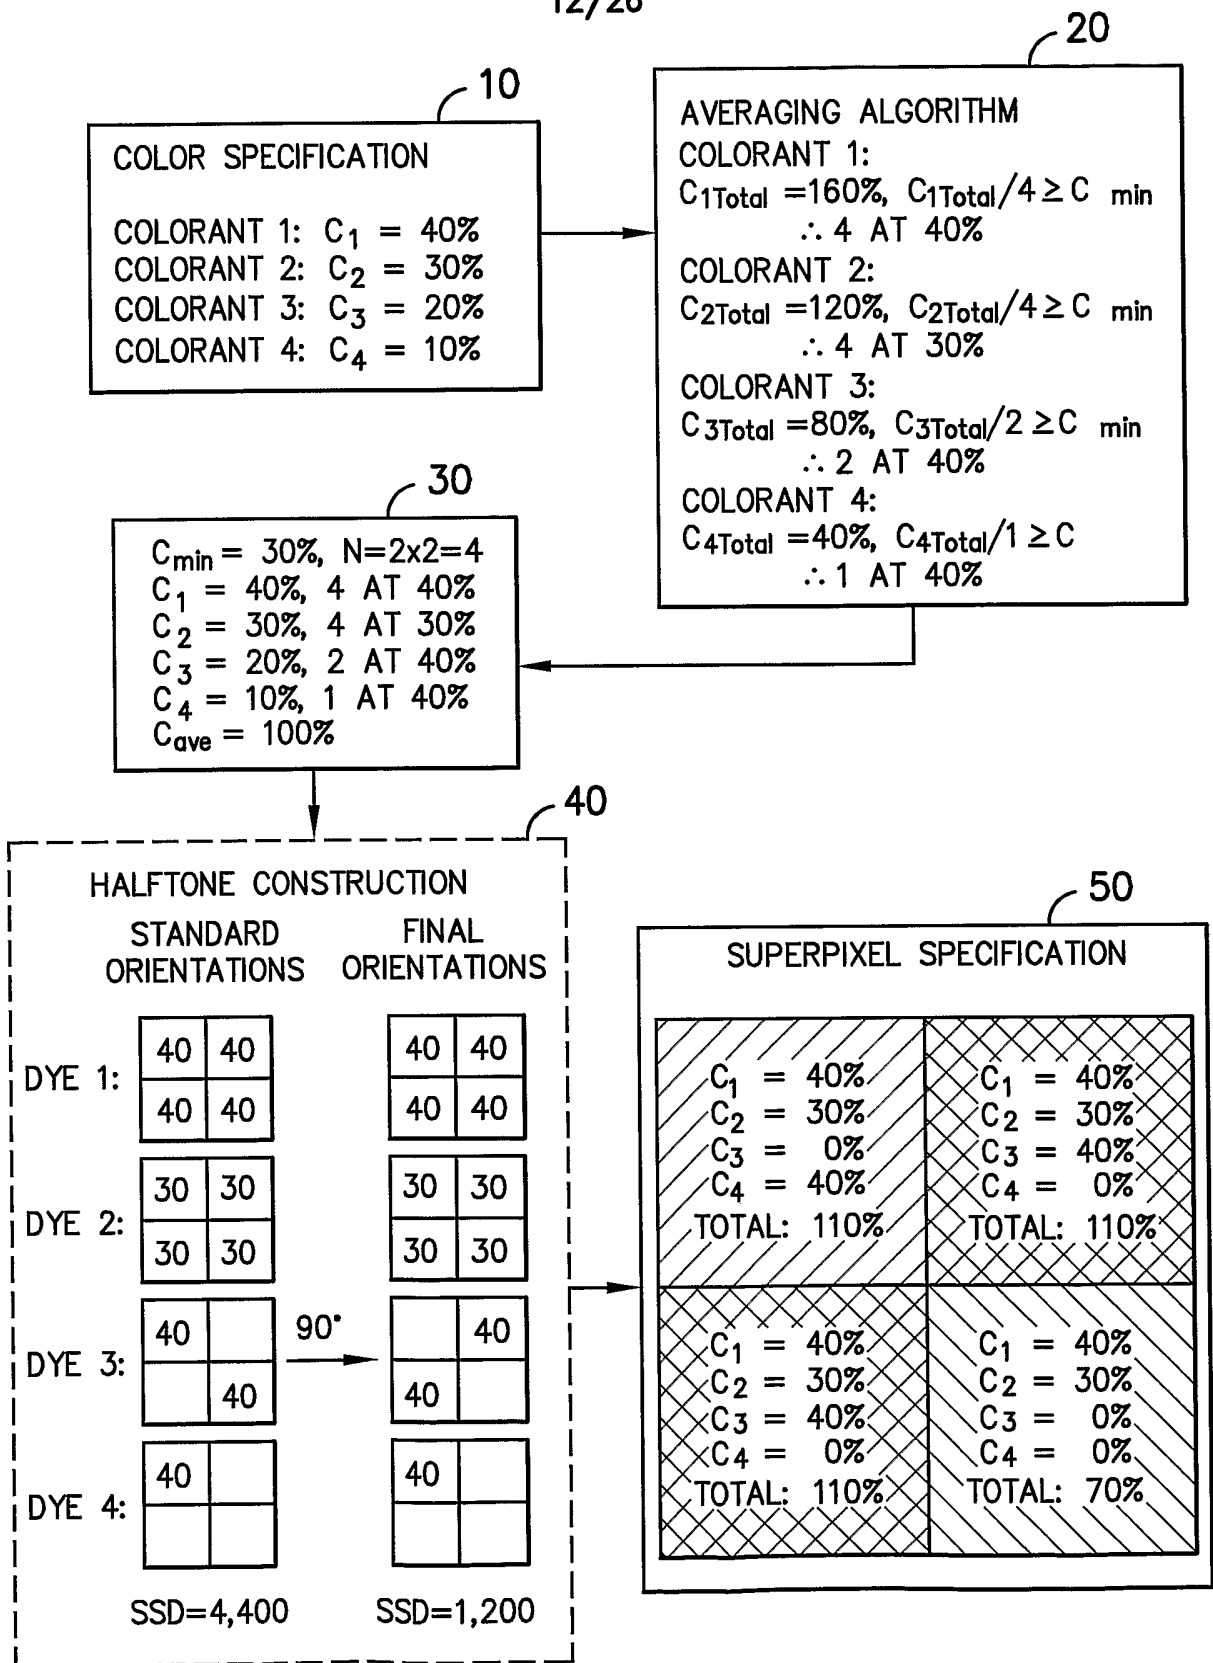 12/26
10
COLOR SPECIFICATION
COLORANT 1: C1 = 40%
COLORANT 2: C2 = 30%
COLORANT 3: C3 = 20%
COLORANT 4: C4 = 10%
20
AVERAGING ALGORITHM
COLORANT 1:
C1Total =160%, C1Total/4 ≥ C min
∴ 4 AT 40%
COLORANT 2:
C2Total =120%, C2Total/4 ≥ C min
∴ 4 AT 30%
COLORANT 3:
C3Total =80%, C3Total/2 ≥ C min
∴ 2 AT 40%
COLORANT 4:
C4Total =40%, C4Total/1 ≥ C
∴ 1 AT 40%
30
Cmin = 30%, N=2x2=4
C1 = 40%, 4 AT 40%
C2 = 30%, 4 AT 30%
C3 = 20%, 2 AT 40%
C4 = 10%, 1 AT 40%
Cave = 100%
40
HALFTONE CONSTRUCTION
STANDARD ORIENTATIONS
FINAL ORIENTATIONS
DYE 1:
40 40 40 40
40 40 40 40
DYE 2:
30 30 30 30
30 30 30 30
DYE 3:
40 90° 40
40 40
DYE 4:
40 40
SSD=4,400 SSD=1,200
50
SUPERPIXEL SPECIFICATION
C1 = 40%
C2 = 30%
C3 = 0%
C4 = 40%
TOTAL: 110%
C1 = 40%
C2 = 30%
C3 = 40%
C4 = 0%
TOTAL: 110%
C1 = 40%
C2 = 30%
C3 = 40%
C4 = 0%
TOTAL: 110%
C1 = 40%
C2 = 30%
C3 = 0%
C4 = 0%
TOTAL: 70%